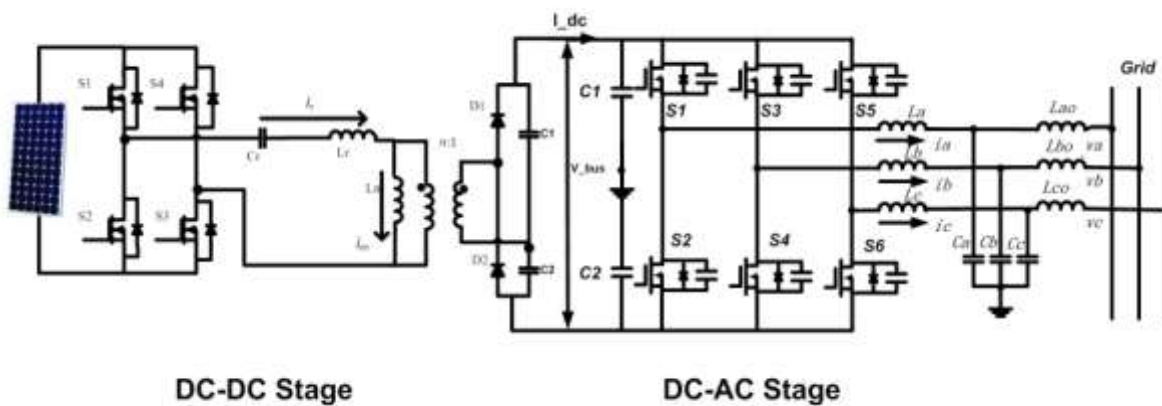 I_dc
Grid
S1
S4
C1
S1
S3
S5
La
Lao
Ir
D1
C1
ia
va
n:1
Cr
Lr
V_bus
Lb
Lbo
ib
vb
Lc
Lco
ic
vc
S2
S3
Im
D2
C2
C2
S2
S4
S6
Ca
Cb
Cc
DC-DC Stage
DC-AC Stage